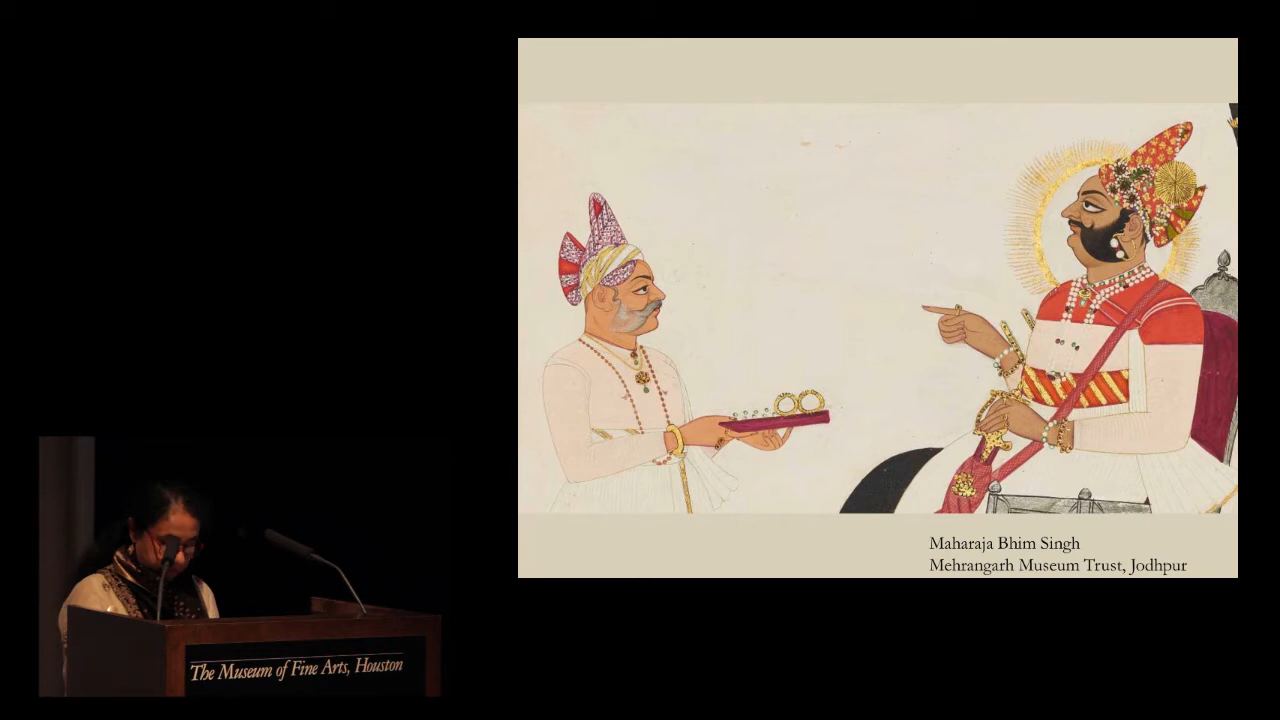 Maharaja Bhim Singh
Mehrangarh Museum Trust, Jodhpur
The Museum of Fine Arts, Houston